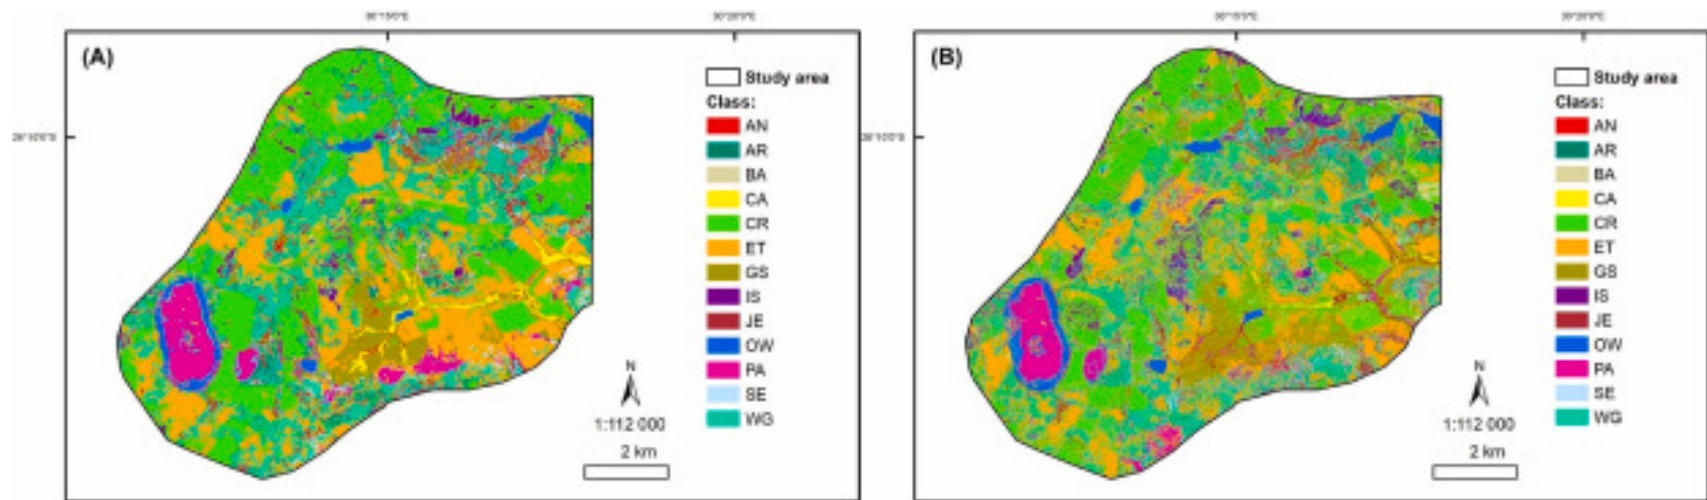 (A)
Study area
Class:
AN
AR
BA
CA
CR
ET
GS
IS
JE
OW
PA
SE
WG
N
1:112 000
2 km
(B)
Study area
Class:
AN
AR
BA
CA
CR
ET
GS
IS
JE
OW
PA
SE
WG
N
1:112 000
2 km